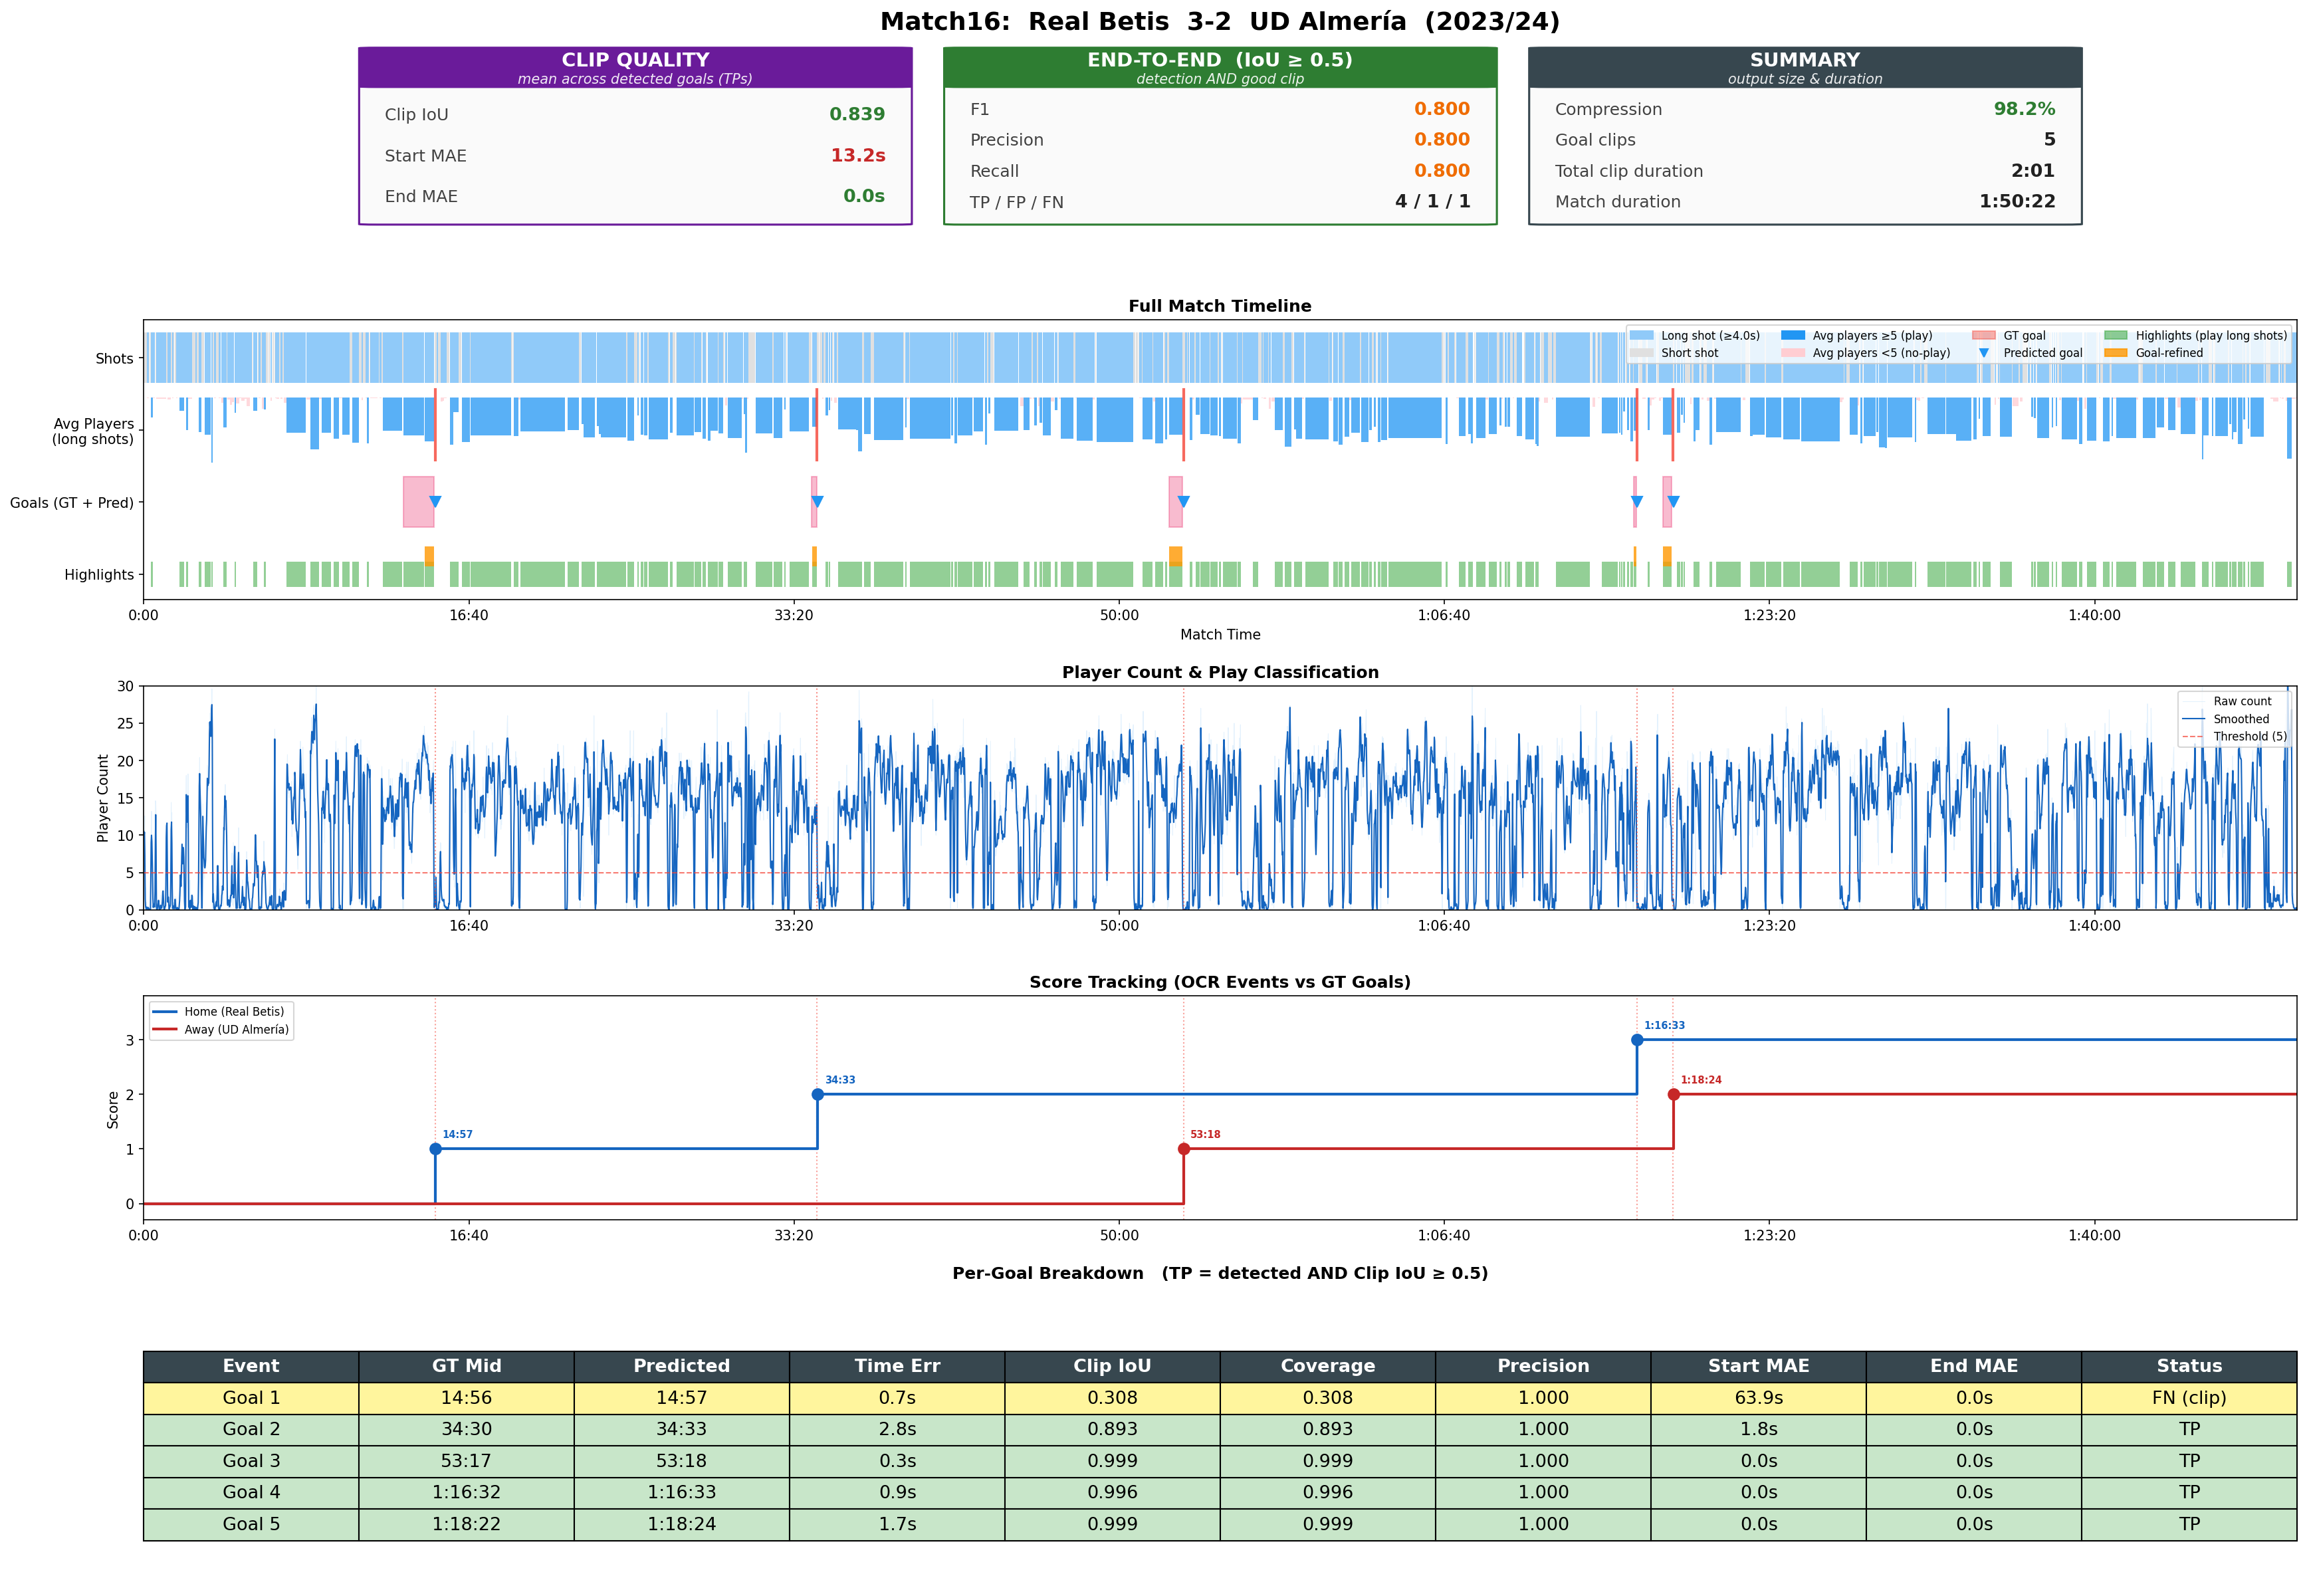 Match16:  Real Betis  3-2  UD Almería  (2023/24)
CLIP QUALITY
mean across detected goals (TPs)
Clip IoU 0.839
Start MAE 13.2s
End MAE 0.0s
END-TO-END  (IoU ≥ 0.5)
detection AND good clip
F1 0.800
Precision 0.800
Recall 0.800
TP / FP / FN 4 / 1 / 1
SUMMARY
output size & duration
Compression 98.2%
Goal clips 5
Total clip duration 2:01
Match duration 1:50:22
Full Match Timeline
Long shot (≥4.0s) Avg players ≥5 (play) GT goal Highlights (play long shots)
Short shot Avg players <5 (no-play) Predicted goal Goal-refined
Shots
Avg Players
(long shots)
Goals (GT + Pred)
Highlights
0:00 16:40 33:20 50:00 1:06:40 1:23:20 1:40:00
Match Time
Player Count & Play Classification
Raw count
Smoothed
Threshold (5)
Player Count
30
25
20
15
10
5
0
0:00 16:40 33:20 50:00 1:06:40 1:23:20 1:40:00
Score Tracking (OCR Events vs GT Goals)
Home (Real Betis)
Away (UD Almería)
Score
3
2
1
0
14:57
34:33
53:18
1:16:33
1:18:24
0:00 16:40 33:20 50:00 1:06:40 1:23:20 1:40:00
Per-Goal Breakdown   (TP = detected AND Clip IoU ≥ 0.5)
Event GT Mid Predicted Time Err Clip IoU Coverage Precision Start MAE End MAE Status
Goal 1 14:56 14:57 0.7s 0.308 0.308 1.000 63.9s 0.0s FN (clip)
Goal 2 34:30 34:33 2.8s 0.893 0.893 1.000 1.8s 0.0s TP
Goal 3 53:17 53:18 0.3s 0.999 0.999 1.000 0.0s 0.0s TP
Goal 4 1:16:32 1:16:33 0.9s 0.996 0.996 1.000 0.0s 0.0s TP
Goal 5 1:18:22 1:18:24 1.7s 0.999 0.999 1.000 0.0s 0.0s TP